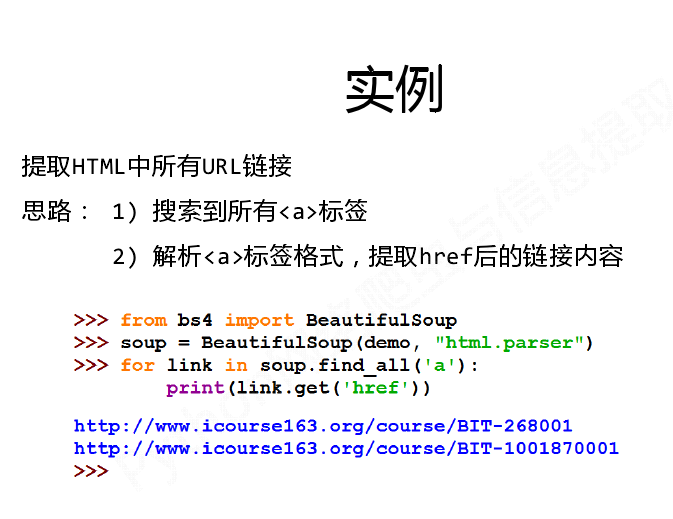 实例
提取HTML中所有URL链接
思路： 1) 搜索到所有<a>标签
2) 解析<a>标签格式，提取href后的链接内容
>>> from bs4 import BeautifulSoup
>>> soup = BeautifulSoup(demo, "html.parser")
>>> for link in soup.find_all('a'):
        print(link.get('href'))
http://www.icourse163.org/course/BIT-268001
http://www.icourse163.org/course/BIT-1001870001
>>>